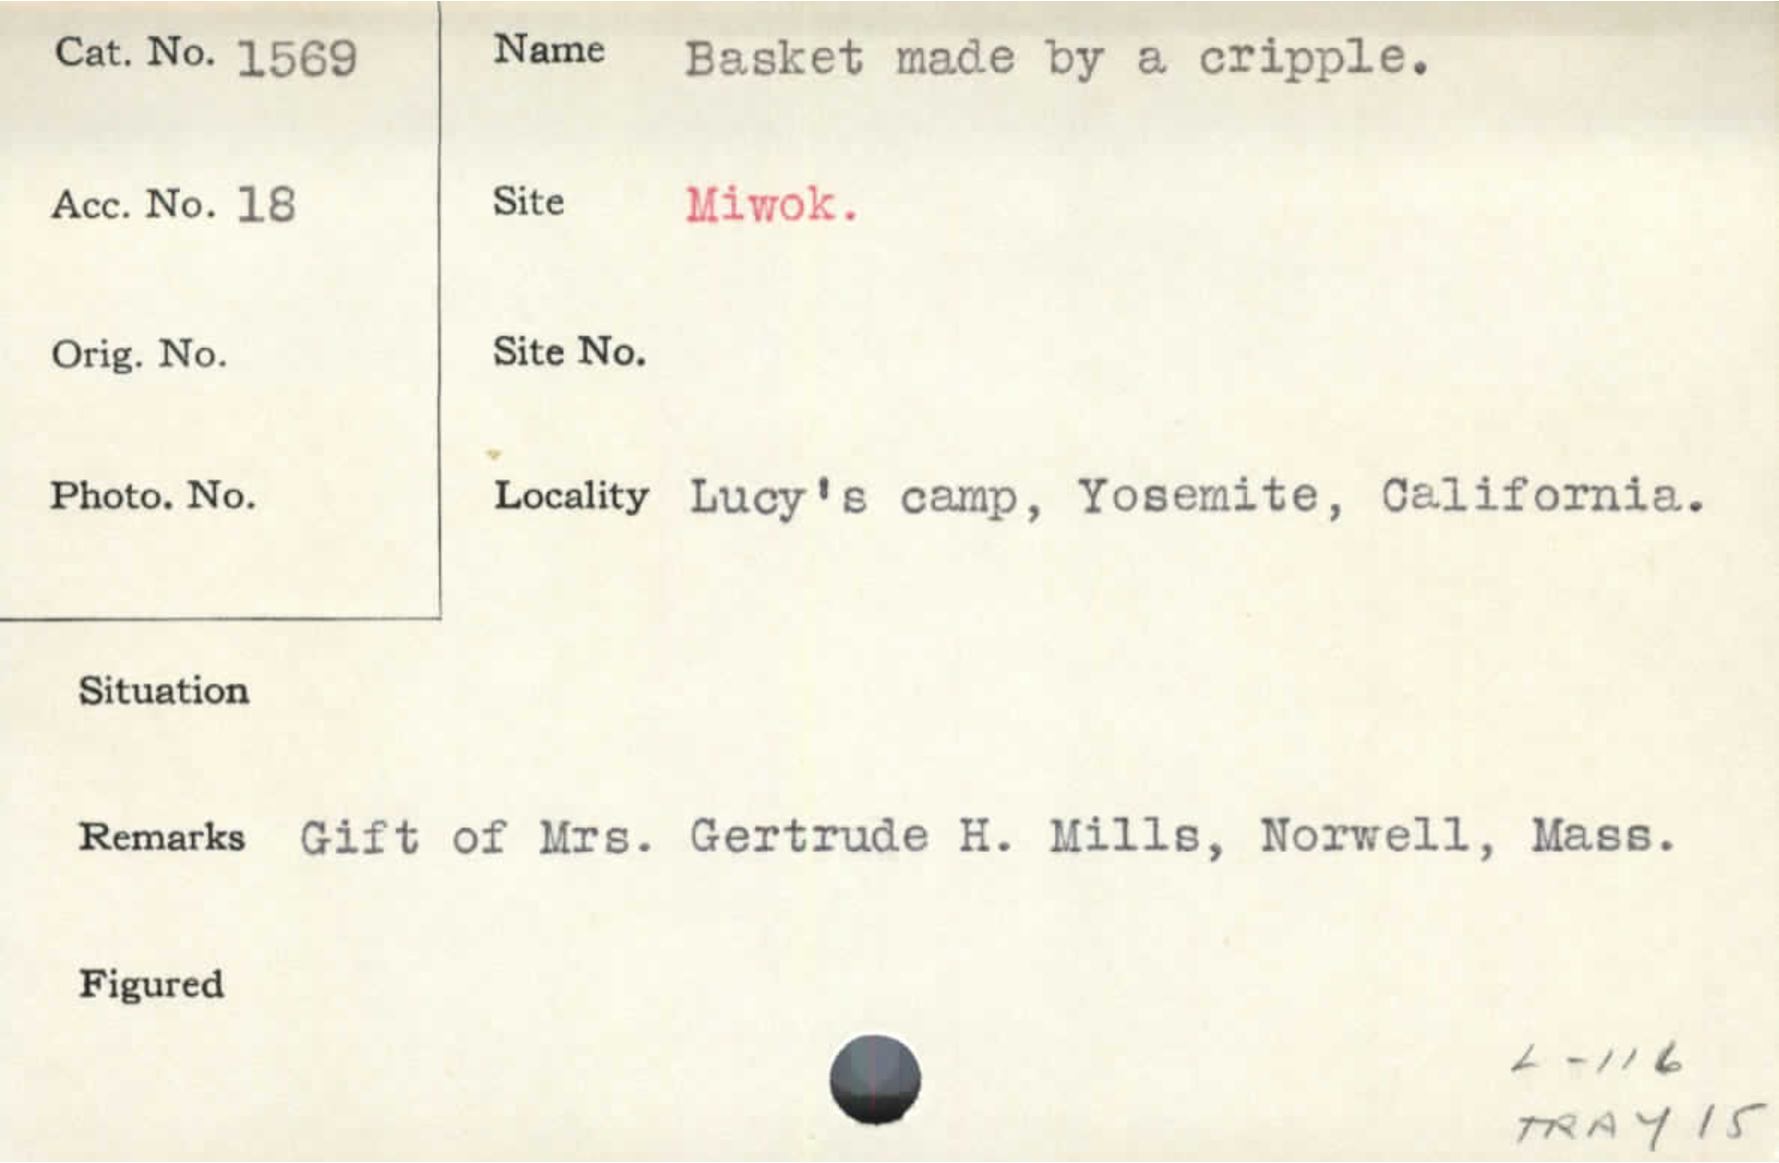 Cat. No. 1569
Name Basket made by a cripple.
Acc. No. 18
Site Miwok.
Orig. No.
Site No.
Photo. No.
Locality Lucy's camp, Yosemite, California.
Situation
Remarks Gift of Mrs. Gertrude H. Mills, Norwell, Mass.
Figured
L-116
TRAY 15